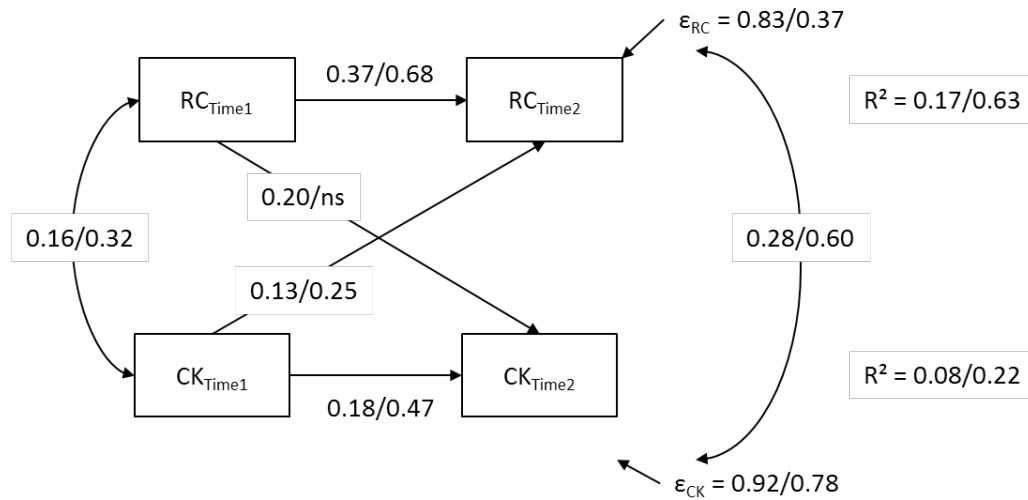 ε_RC = 0.83/0.37
0.37/0.68
RC_Time1
RC_Time2
R² = 0.17/0.63
0.20/ns
0.16/0.32
0.28/0.60
0.13/0.25
CK_Time1
CK_Time2
R² = 0.08/0.22
0.18/0.47
ε_CK = 0.92/0.78